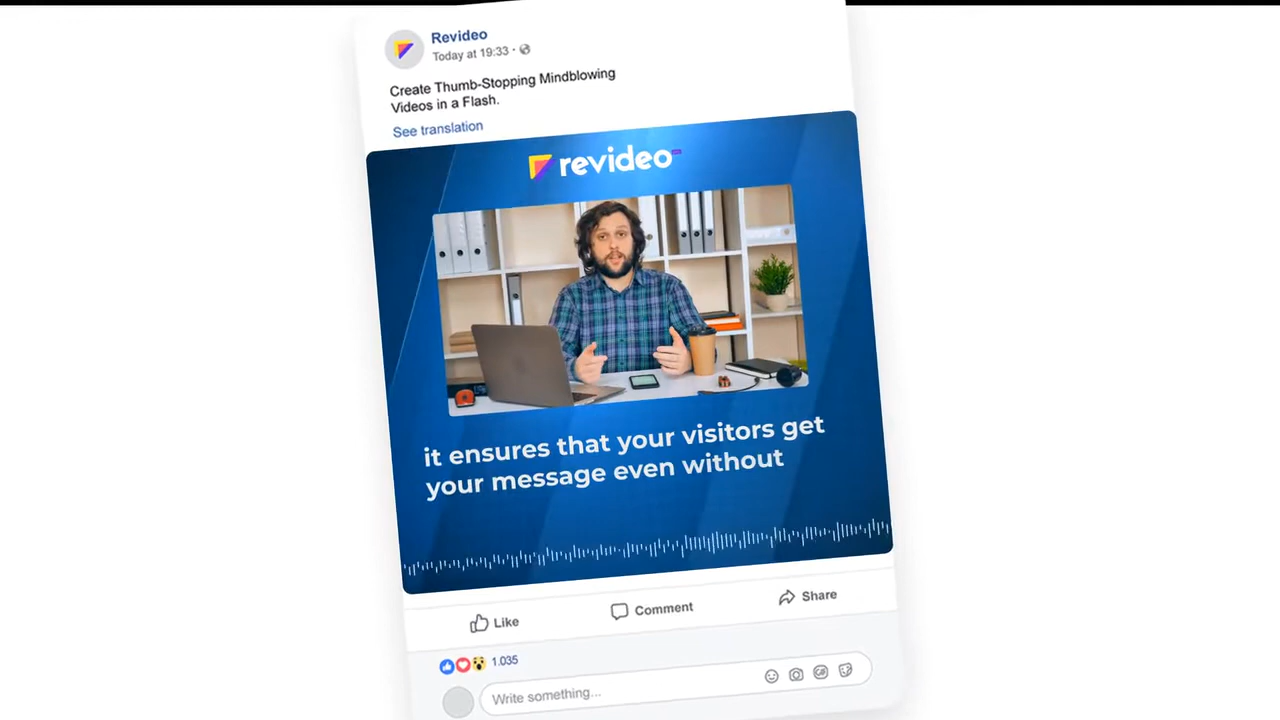 Revideo
Today at 19:33 ·
Create Thumb-Stopping Mindblowing
Videos in a Flash.
See translation
revideo
it ensures that your visitors get
your message even without
Like
Comment
Share
1.035
Write something...
GIF